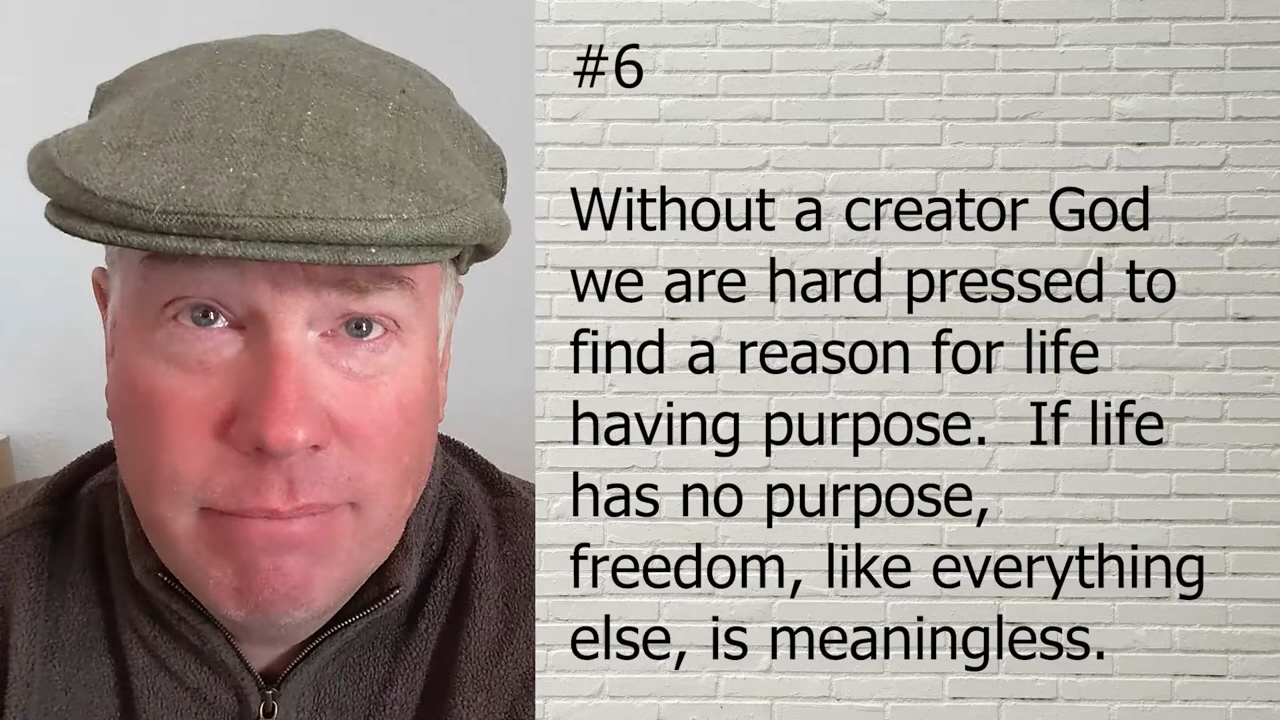 #6
Without a creator God
we are hard pressed to
find a reason for life
having purpose.  If life
has no purpose,
freedom, like everything
else, is meaningless.